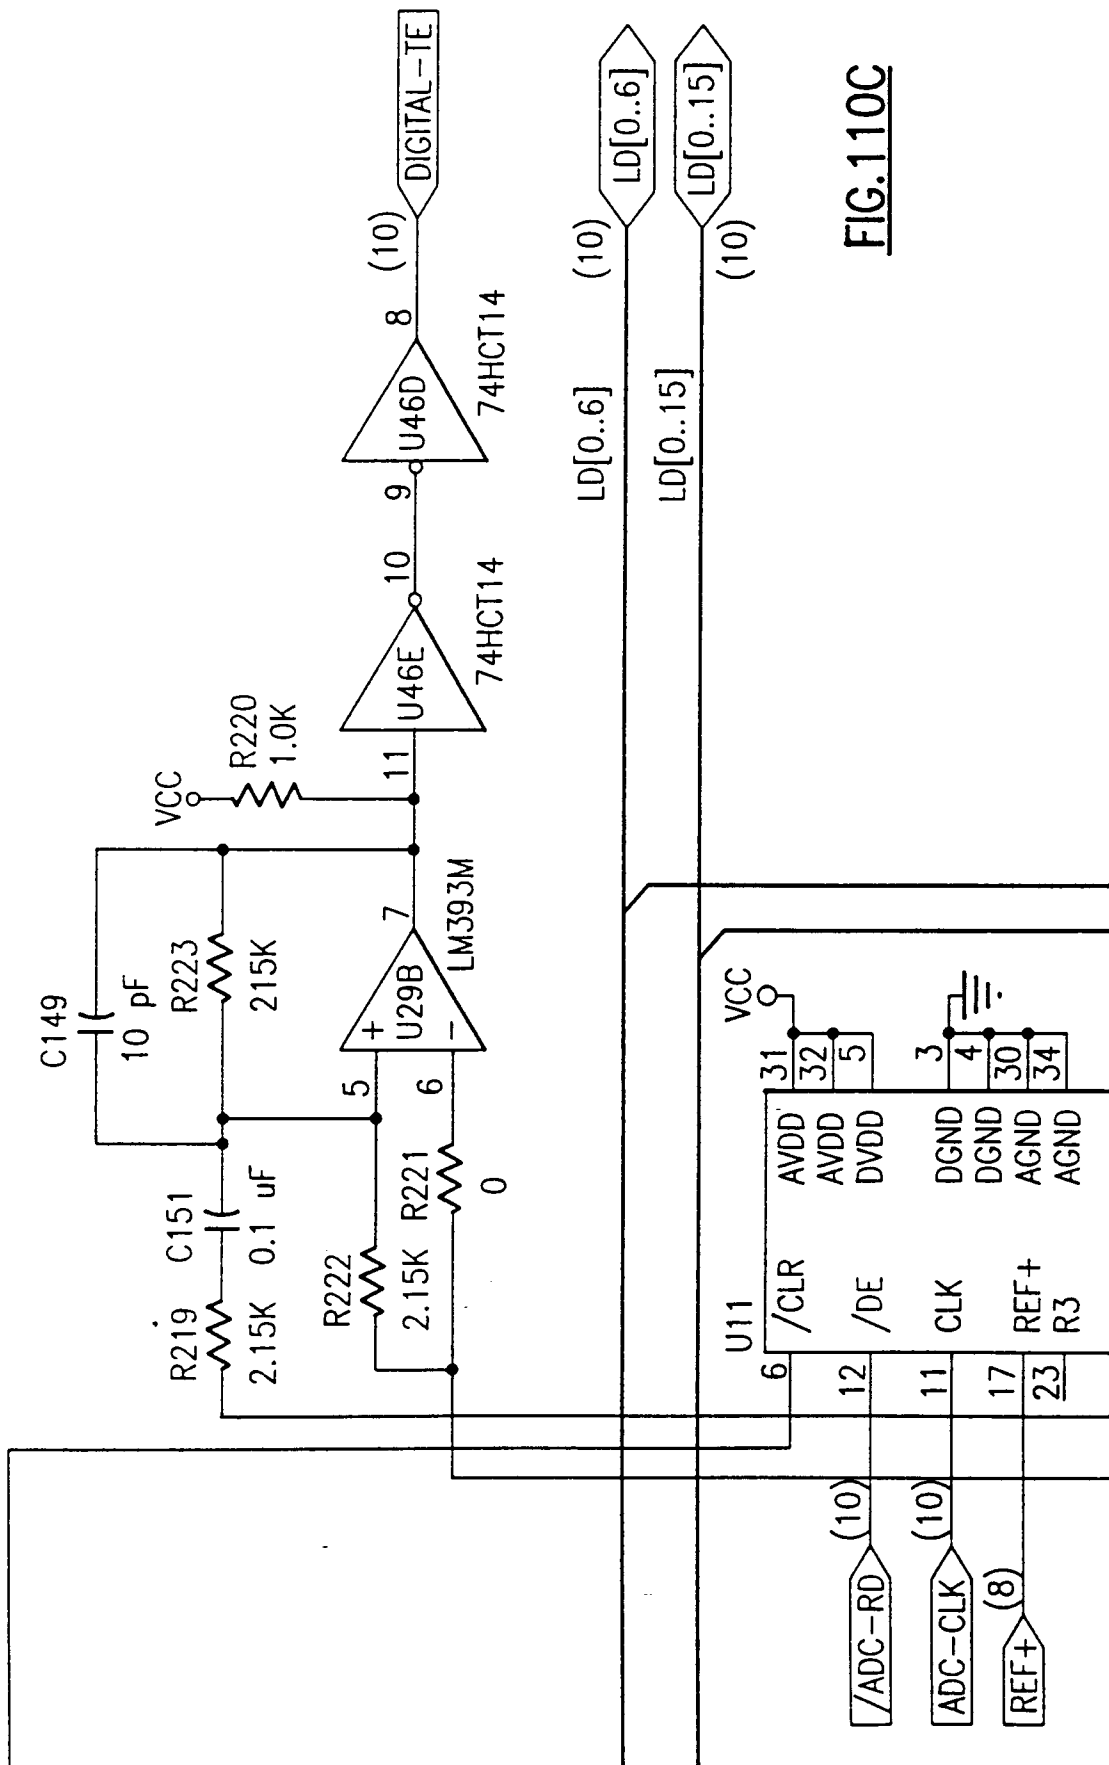 C149
10 pF
R223
215K
C151
0.1 uF
R219
2.15K
R222
2.15K
R221
0
5
6
+
-
U29B
7
LM393M
VCC
R220
1.0K
11
U46E
10
74HCT14
9
U46D
8
74HCT14
(10)
DIGITAL-TE
LD[0..6]
(10)
LD[0..6]
LD[0..15]
(10)
LD[0..15]
U11
VCC
6
/CLR
AVDD
31
AVDD
32
12
/DE
DVDD
5
11
CLK
DGND
3
DGND
4
17
REF+
AGND
30
23
R3
AGND
34
/ADC-RD
(10)
ADC-CLK
(10)
REF+
(8)
FIG.110C